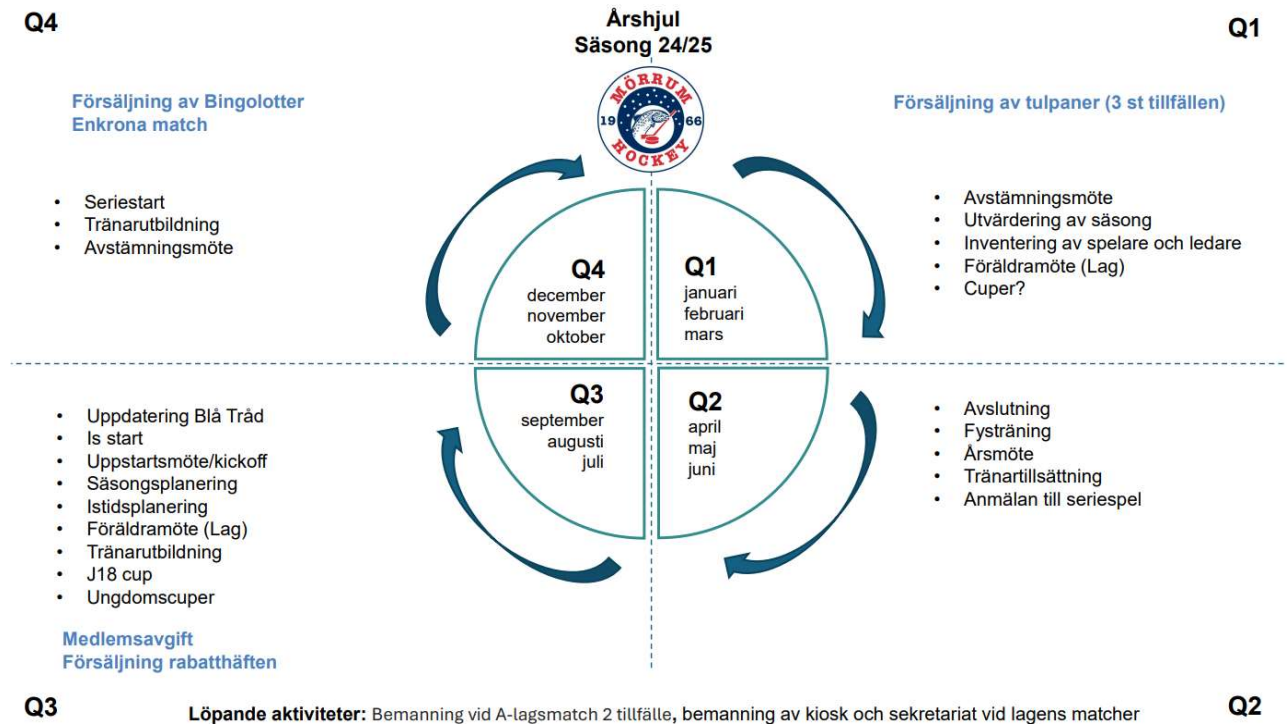 Q4
Årshjul
Säsong 24/25
Q1
MÖRRUM
19 66
HOCKEY
Försäljning av Bingolotter
Enkrona match
Försäljning av tulpaner (3 st tillfällen)
• Seriestart
• Tränarutbildning
• Avstämningsmöte
• Avstämningsmöte
• Utvärdering av säsong
• Inventering av spelare och ledare
• Föräldramöte (Lag)
• Cuper?
Q4
december
november
oktober
Q1
januari
februari
mars
Q3
september
augusti
juli
Q2
april
maj
juni
• Uppdatering Blå Tråd
• Is start
• Uppstartsmöte/kickoff
• Säsongsplanering
• Istidsplanering
• Föräldramöte (Lag)
• Tränarutbildning
• J18 cup
• Ungdomscuper
• Avslutning
• Fysträning
• Årsmöte
• Tränartillsättning
• Anmälan till seriespel
Medlemsavgift
Försäljning rabatthäften
Q3
Löpande aktiviteter: Bemanning vid A-lagsmatch 2 tillfälle, bemanning av kiosk och sekretariat vid lagens matcher
Q2